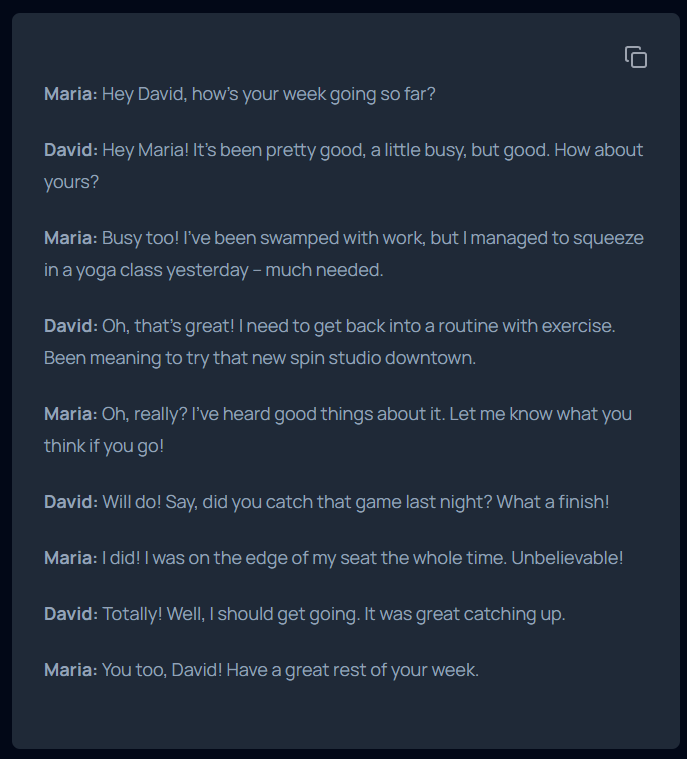 Maria: Hey David, how’s your week going so far?
David: Hey Maria! It’s been pretty good, a little busy, but good. How about
yours?
Maria: Busy too! I’ve been swamped with work, but I managed to squeeze
in a yoga class yesterday – much needed.
David: Oh, that’s great! I need to get back into a routine with exercise.
Been meaning to try that new spin studio downtown.
Maria: Oh, really? I’ve heard good things about it. Let me know what you
think if you go!
David: Will do! Say, did you catch that game last night? What a finish!
Maria: I did! I was on the edge of my seat the whole time. Unbelievable!
David: Totally! Well, I should get going. It was great catching up.
Maria: You too, David! Have a great rest of your week.